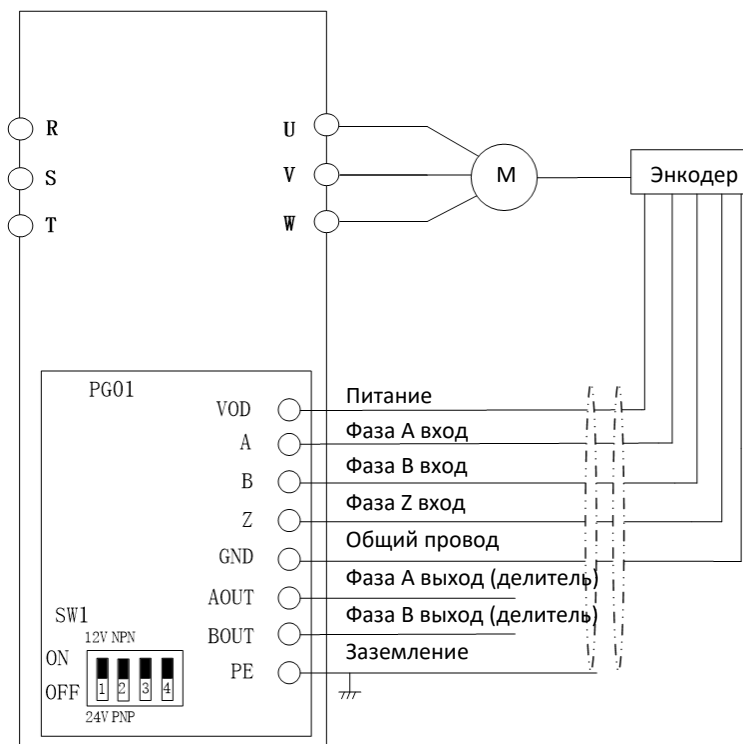 R
U
S
V
M
Энкодер
T
W
PG01
VOD
Питание
A
Фаза A вход
B
Фаза B вход
Z
Фаза Z вход
GND
Общий провод
AOUT
Фаза A выход (делитель)
BOUT
Фаза B выход (делитель)
PE
Заземление
SW1
12V NPN
ON
OFF
1 2 3 4
24V PNP